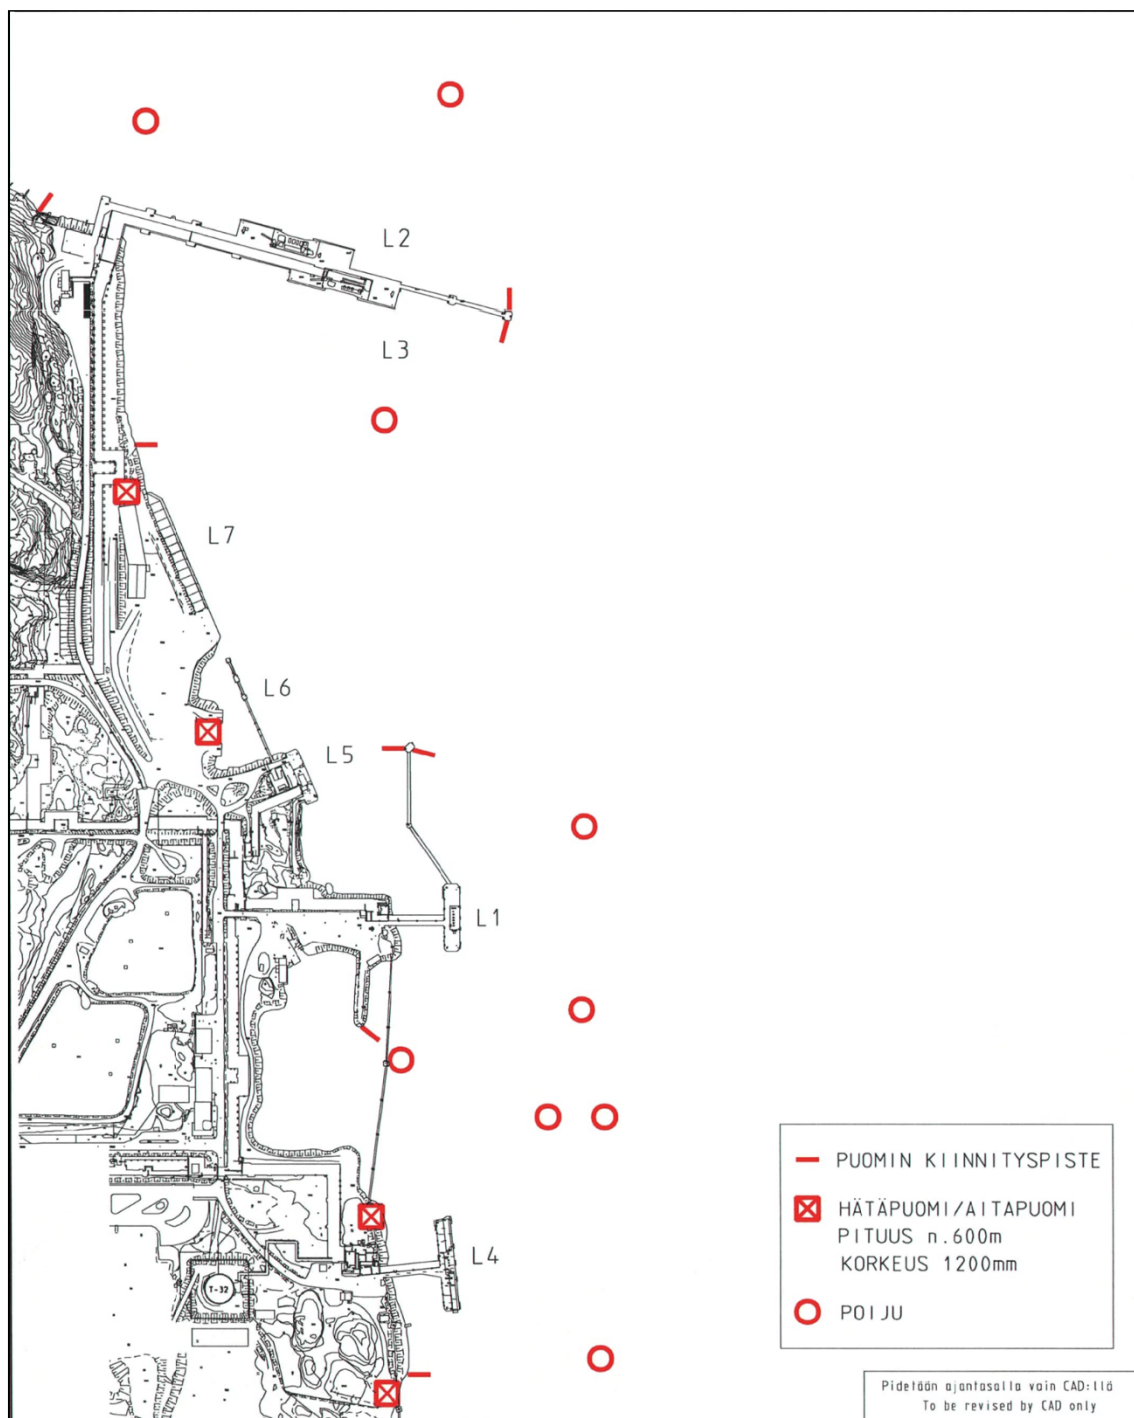 L2
L3
L7
L6
L5
L1
L4
T-32
PUOMIN KIINNITYSPISTE
HÄTÄPUOMI/AITAPUOMI
PITUUS n.600m
KORKEUS 1200mm
POIJU
Pidetään ajantasalla vain CAD:llä
To be revised by CAD only